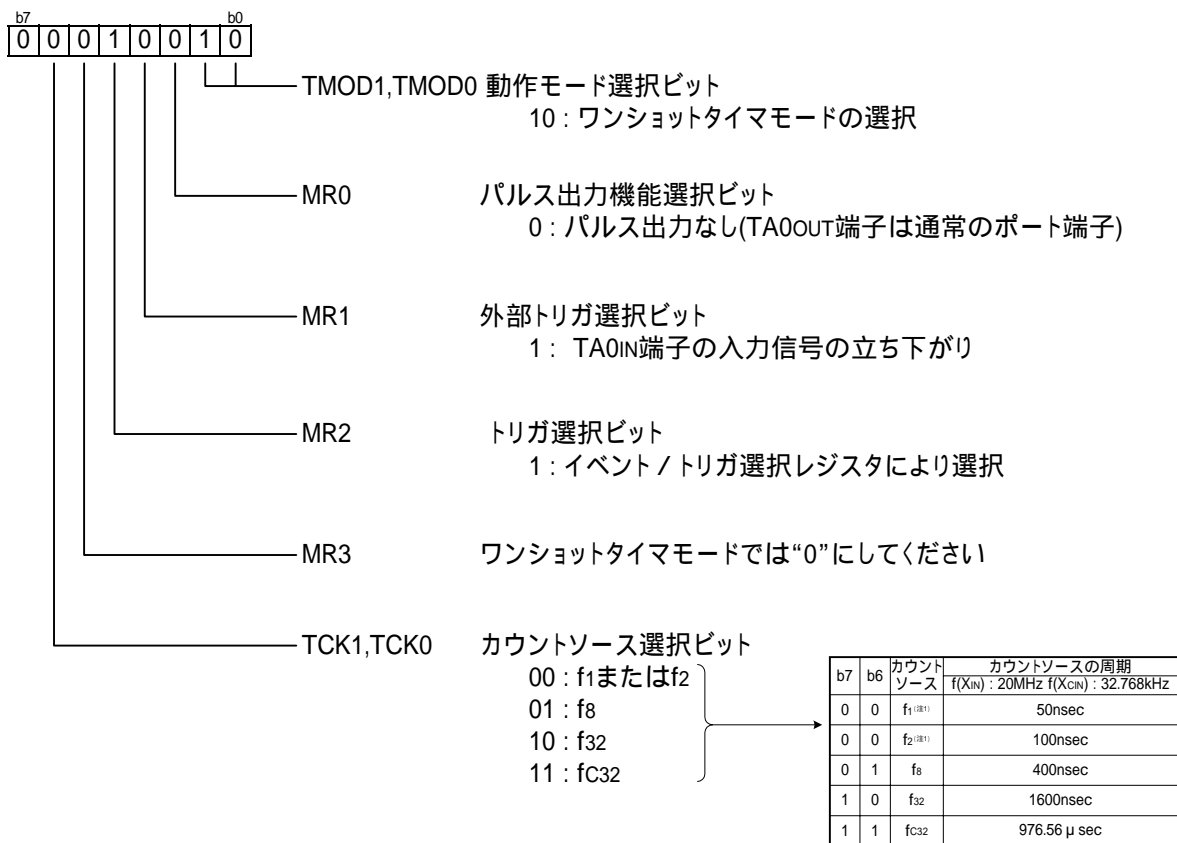 b7 b0
0 0 0 1 0 0 1 0
TMOD1,TMOD0 動作モード選択ビット
10 : ワンショットタイマモードの選択
MR0 パルス出力機能選択ビット
0 : パルス出力なし(TA0OUT端子は通常のポート端子)
MR1 外部トリガ選択ビット
1 : TA0IN端子の入力信号の立ち下がり
MR2 トリガ選択ビット
1 : イベント / トリガ選択レジスタにより選択
MR3 ワンショットタイマモードでは“0”にしてください
TCK1,TCK0 カウントソース選択ビット
00 : f1またはf2
01 : f8
10 : f32
11 : fC32
b7 b6 カウントソース カウントソースの周期
f(XIN) : 20MHz f(XCIN) : 32.768kHz
0 0 f1(注1) 50nsec
0 0 f2(注1) 100nsec
0 1 f8 400nsec
1 0 f32 1600nsec
1 1 fC32 976.56 μ sec